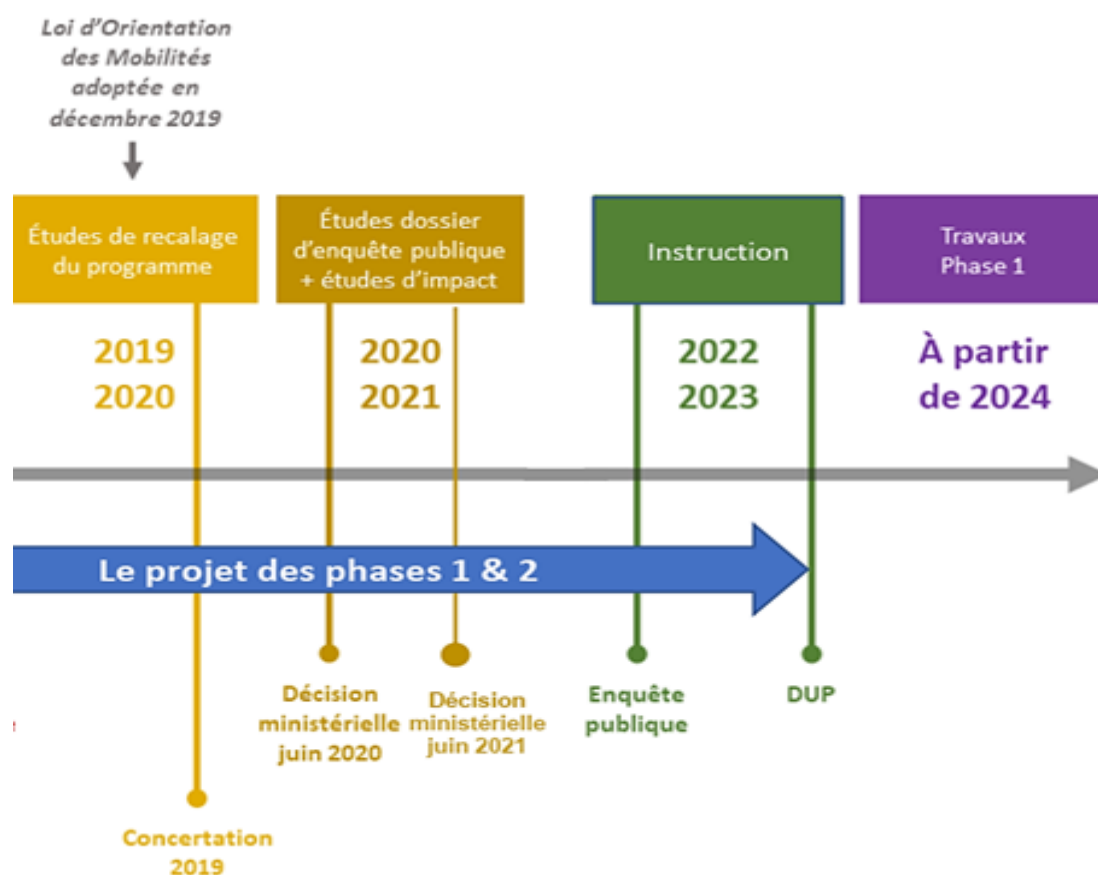 Loi d'Orientation
des Mobilités
adoptée en
décembre 2019
Études de recalage
du programme
Études dossier
d'enquête publique
+ études d'impact
Instruction
Travaux
Phase 1
2019
2020
2020
2021
2022
2023
À partir
de 2024
Le projet des phases 1 & 2
Décision
ministérielle
juin 2020
Décision
ministérielle
juin 2021
Enquête
publique
DUP
Concertation
2019